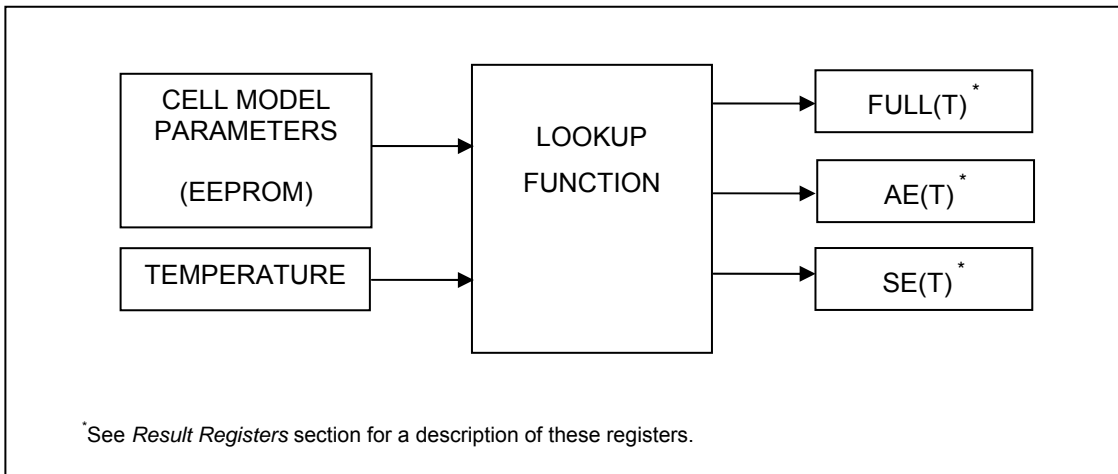 CELL MODEL
PARAMETERS
(EEPROM)
TEMPERATURE
LOOKUP
FUNCTION
FULL(T) *
AE(T) *
SE(T) *
*See Result Registers section for a description of these registers.